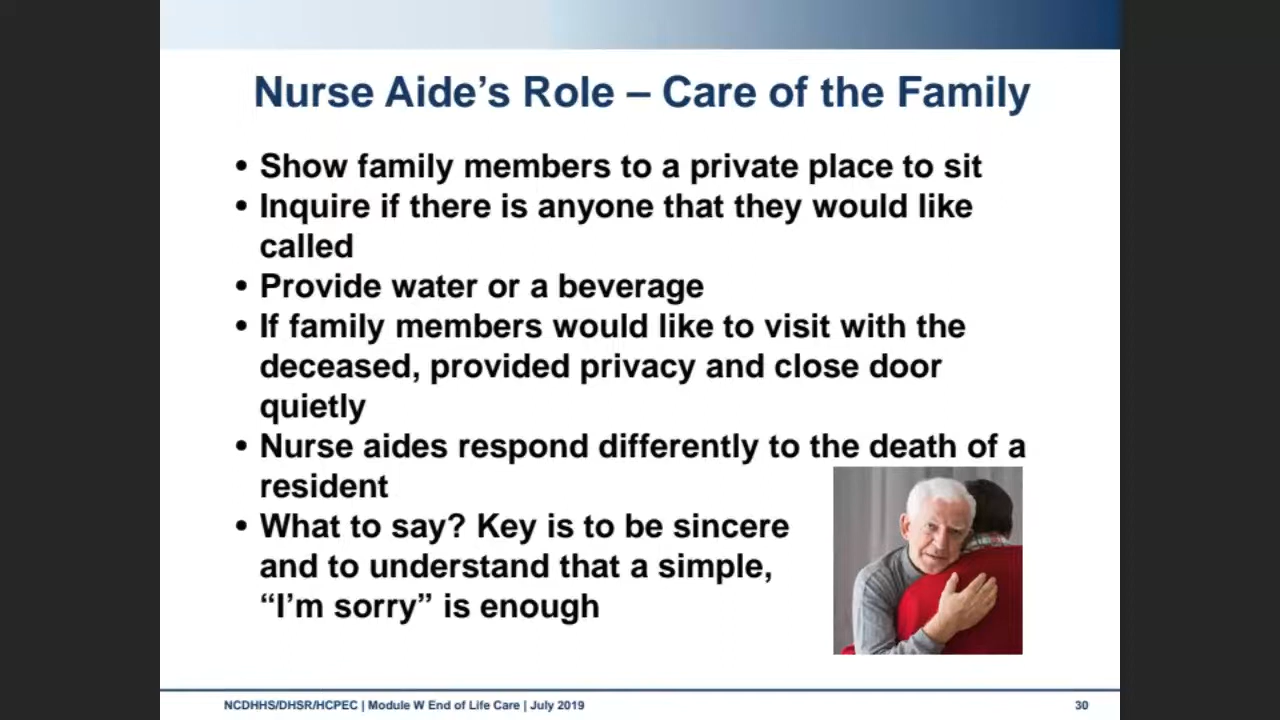 Nurse Aide’s Role – Care of the Family
• Show family members to a private place to sit
• Inquire if there is anyone that they would like
called
• Provide water or a beverage
• If family members would like to visit with the
deceased, provided privacy and close door
quietly
• Nurse aides respond differently to the death of a
resident
• What to say? Key is to be sincere
and to understand that a simple,
“I’m sorry” is enough
NCDHHS/DHSR/HCPEC | Module W End of Life Care | July 2019
30